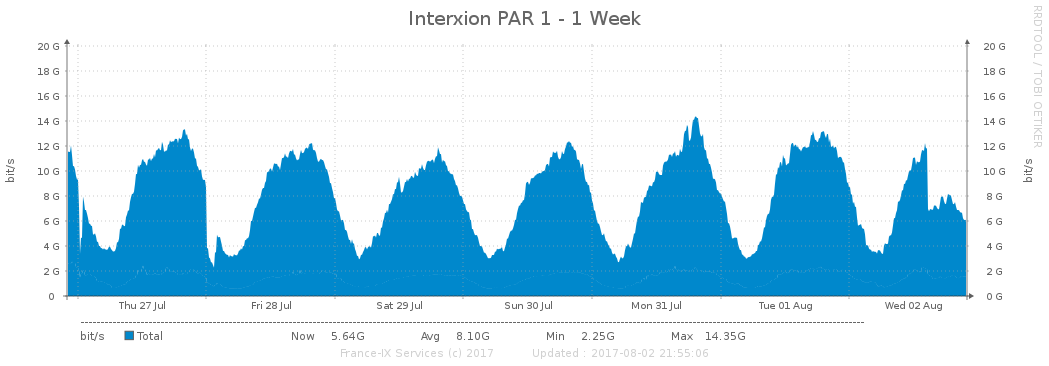 Interxion PAR 1 - 1 Week
RRDTOOL / TOBI OETIKER
bit/s
20 G
18 G
16 G
14 G
12 G
10 G
8 G
6 G
4 G
2 G
0
20 G
18 G
16 G
14 G
12 G
10 G
8 G
6 G
4 G
2 G
0 G
bit/s
Thu 27 Jul Fri 28 Jul Sat 29 Jul Sun 30 Jul Mon 31 Jul Tue 01 Aug Wed 02 Aug
bit/s Total Now 5.64G Avg 8.10G Min 2.25G Max 14.35G
France-IX Services (c) 2017 Updated : 2017-08-02 21:55:06